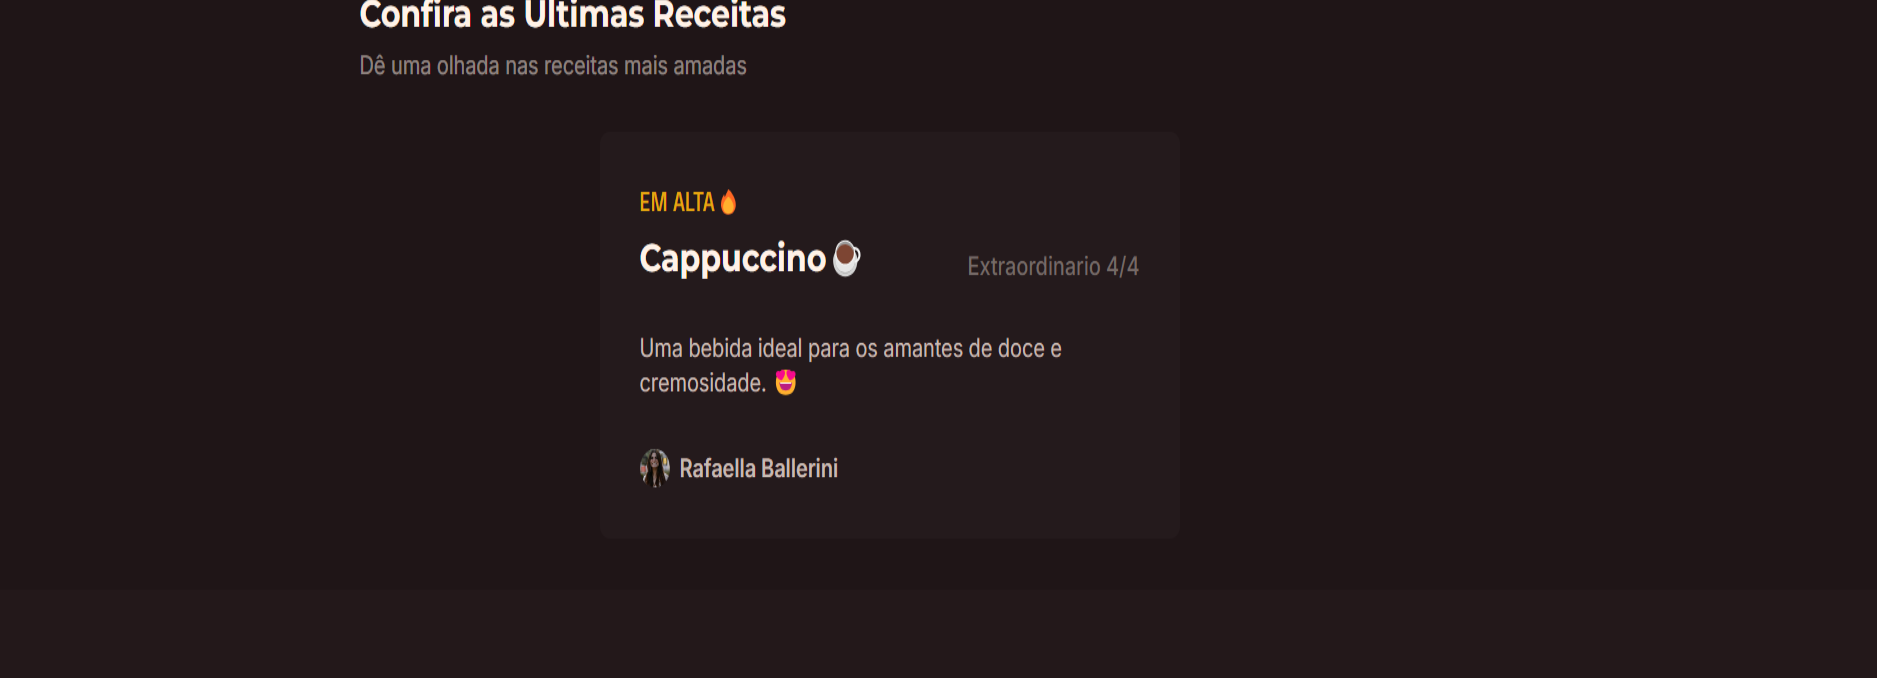 Confira as Ultimas Receitas
Dê uma olhada nas receitas mais amadas
EM ALTA🔥
Cappuccino☕
Extraordinario 4/4
Uma bebida ideal para os amantes de doce e
cremosidade. 🤩
Rafaella Ballerini